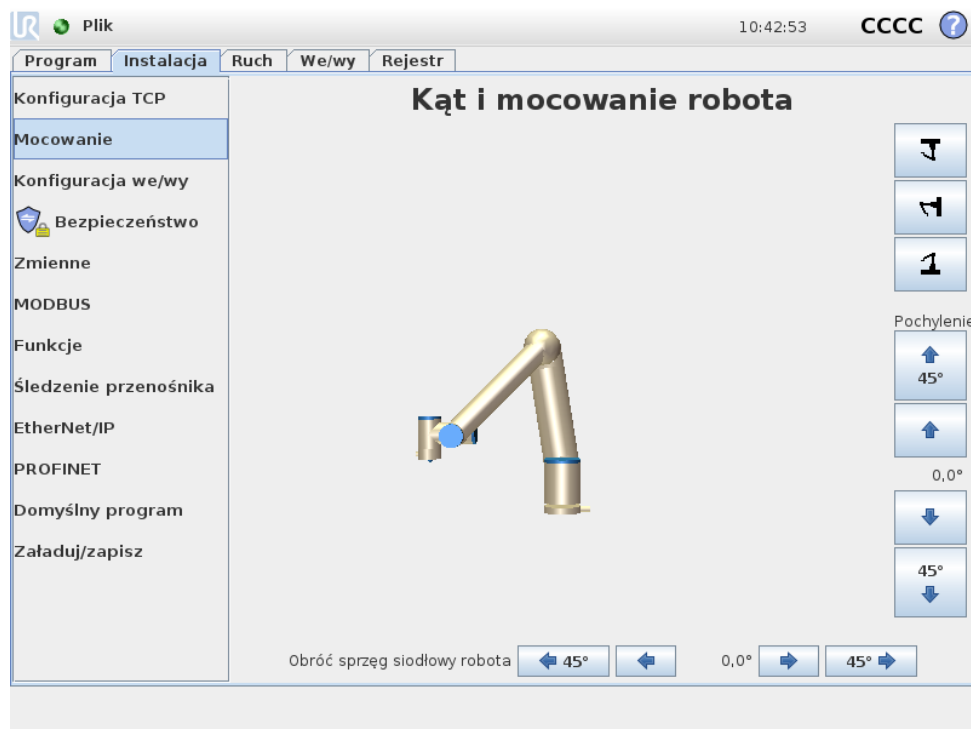 UR Plik 10:42:53 CCCC ?
Program Instalacja Ruch We/wy Rejestr
Konfiguracja TCP
Mocowanie
Konfiguracja we/wy
Bezpieczeństwo
Zmienne
MODBUS
Funkcje
Śledzenie przenośnika
EtherNet/IP
PROFINET
Domyślny program
Załaduj/zapisz
Kąt i mocowanie robota
Pochylenie
45°
0,0°
45°
Obróć sprzęg siodłowy robota 45° 0,0° 45°